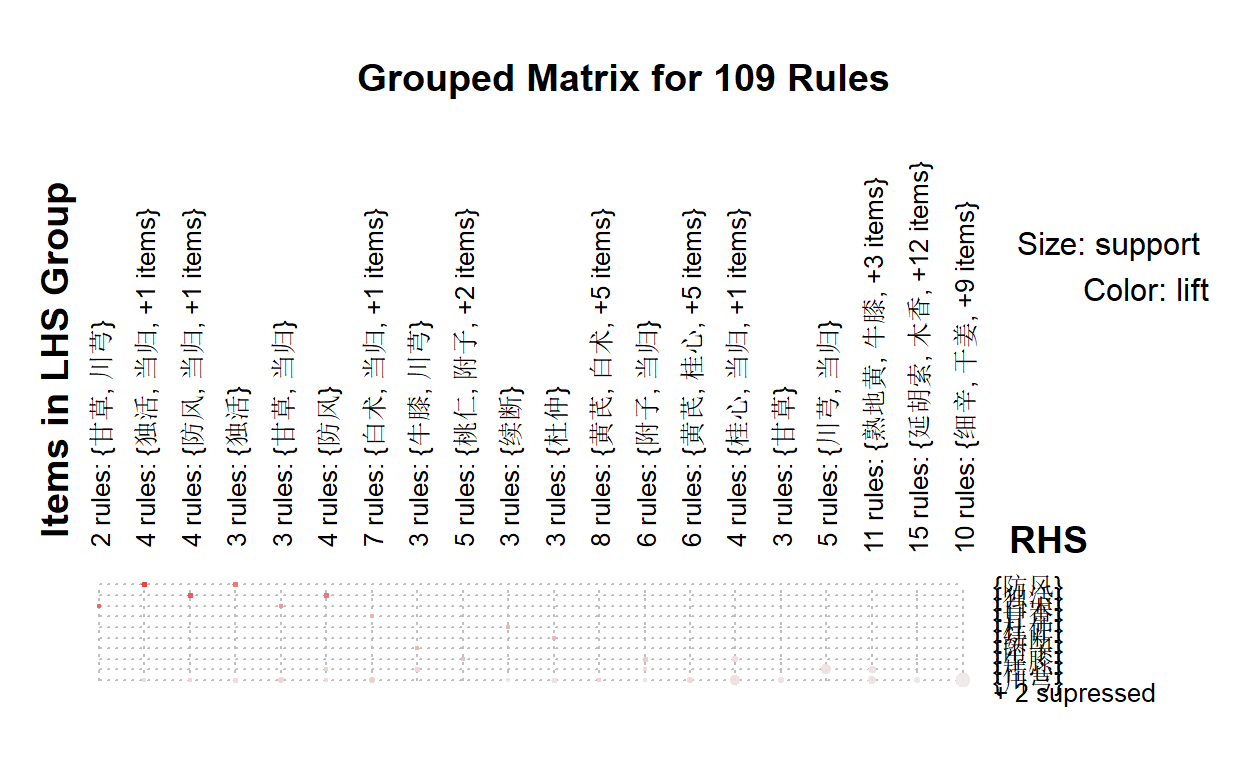 Grouped Matrix for 109 Rules
Items in LHS Group
2 rules: {甘草, 川芎}
4 rules: {独活, 当归, +1 items}
4 rules: {防风, 当归, +1 items}
3 rules: {独活}
3 rules: {甘草, 当归}
4 rules: {防风}
7 rules: {白术, 当归, +1 items}
3 rules: {牛膝, 川芎}
5 rules: {桃仁, 附子, +2 items}
3 rules: {续断}
3 rules: {杜仲}
8 rules: {黄芪, 白术, +5 items}
6 rules: {附子, 当归}
6 rules: {黄芪, 桂心, +5 items}
4 rules: {桂心, 当归, +1 items}
3 rules: {甘草}
5 rules: {川芎, 当归}
11 rules: {熟地黄, 牛膝, +3 items}
15 rules: {延胡索, 木香, +12 items}
10 rules: {细辛, 干姜, +9 items}
Size: support
Color: lift
RHS
{防风}
{独活}
+ 2 supressed